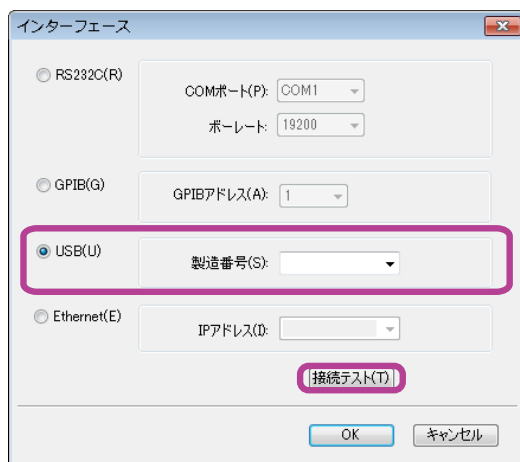 インターフェース
RS232C(R)
COMポート(P): COM1
ボーレート: 19200
GPIB(G)
GPIBアドレス(A): 1
USB(U)
製造番号(S):
Ethernet(E)
IPアドレス(I):
接続テスト(T)
OK キャンセル